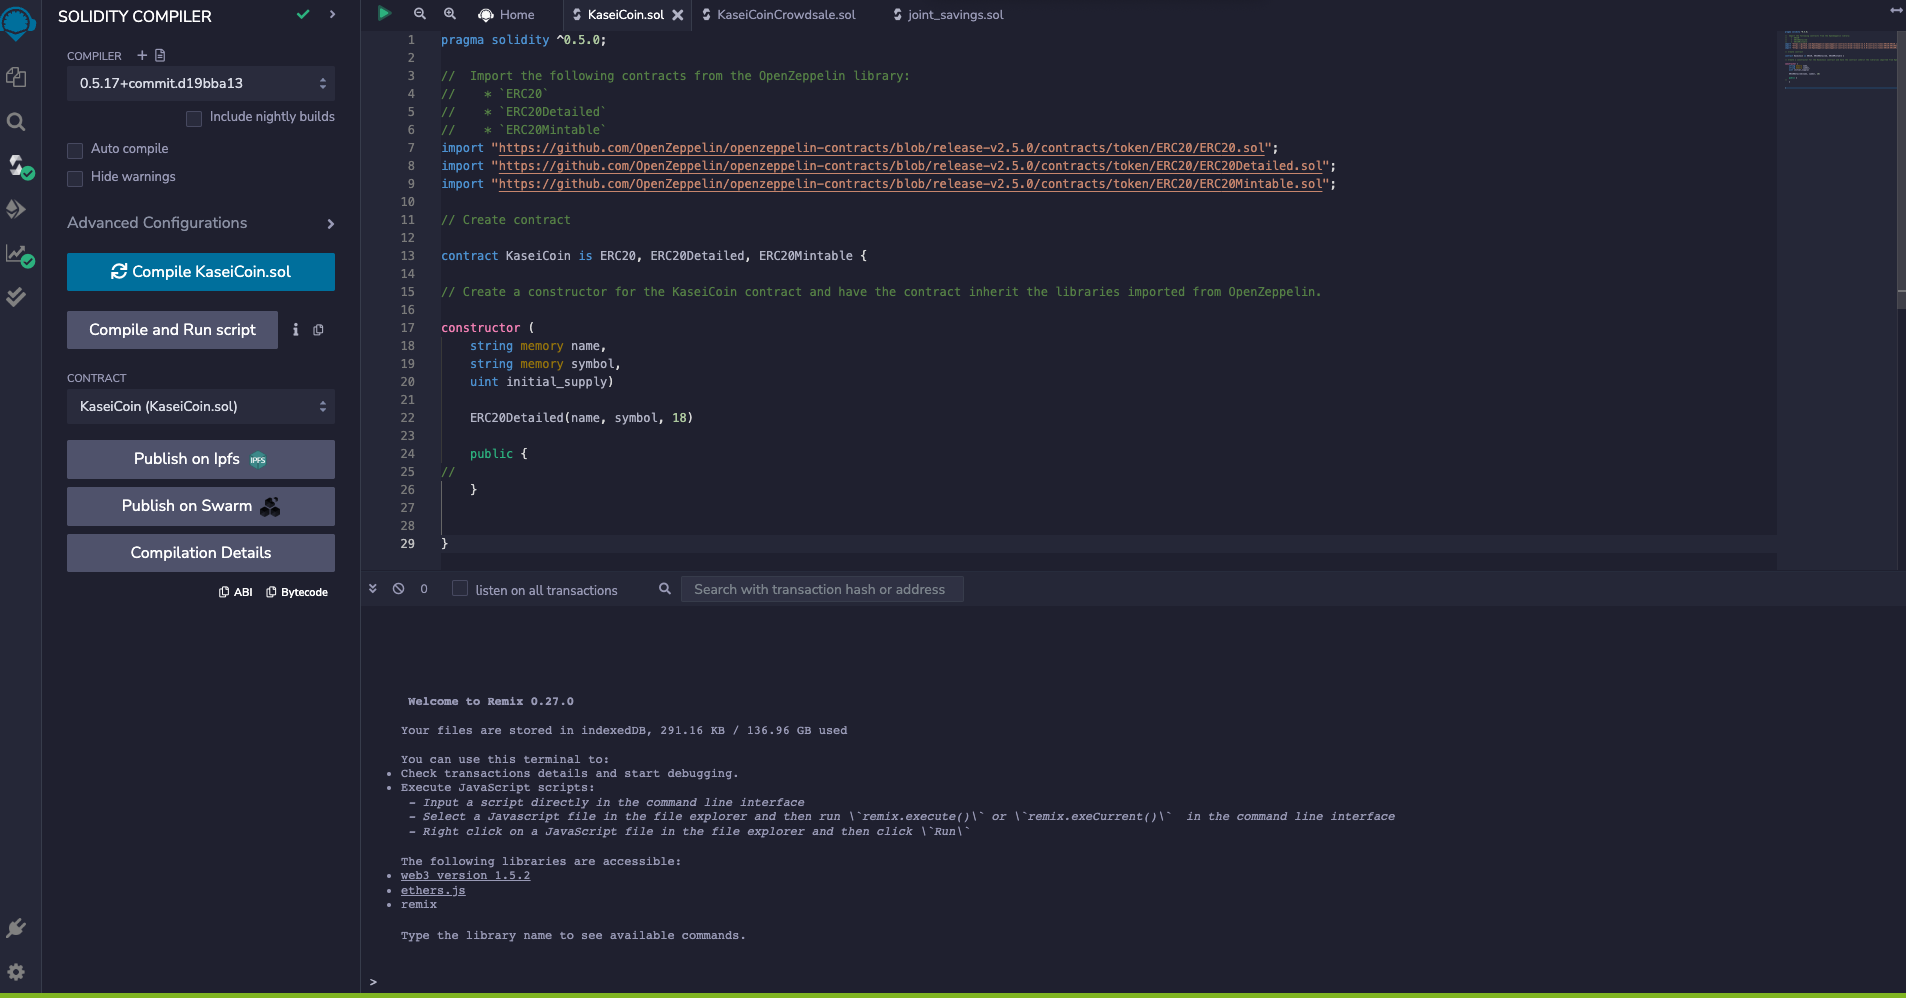 SOLIDITY COMPILER
COMPILER
0.5.17+commit.d19bba13
Include nightly builds
Auto compile
Hide warnings
Advanced Configurations
Compile KaseiCoin.sol
Compile and Run script
CONTRACT
KaseiCoin (KaseiCoin.sol)
Publish on Ipfs IPFS
Publish on Swarm
Compilation Details
ABI Bytecode
Home KaseiCoin.sol KaseiCoinCrowdsale.sol joint_savings.sol
1 pragma solidity ^0.5.0;
2
3 //  Import the following contracts from the OpenZeppelin library:
4 //    * `ERC20`
5 //    * `ERC20Detailed`
6 //    * `ERC20Mintable`
7 import "https://github.com/OpenZeppelin/openzeppelin-contracts/blob/release-v2.5.0/contracts/token/ERC20/ERC20.sol";
8 import "https://github.com/OpenZeppelin/openzeppelin-contracts/blob/release-v2.5.0/contracts/token/ERC20/ERC20Detailed.sol";
9 import "https://github.com/OpenZeppelin/openzeppelin-contracts/blob/release-v2.5.0/contracts/token/ERC20/ERC20Mintable.sol";
10
11 // Create contract
12
13 contract KaseiCoin is ERC20, ERC20Detailed, ERC20Mintable {
14
15 // Create a constructor for the KaseiCoin contract and have the contract inherit the libraries imported from OpenZeppelin.
16
17 constructor (
18     string memory name,
19     string memory symbol,
20     uint initial_supply)
21
22     ERC20Detailed(name, symbol, 18)
23
24     public {
25 //
26     }
27
28
29 }
0 listen on all transactions Search with transaction hash or address
Welcome to Remix 0.27.0
Your files are stored in indexedDB, 291.16 KB / 136.96 GB used
You can use this terminal to:
• Check transactions details and start debugging.
• Execute JavaScript scripts:
- Input a script directly in the command line interface
- Select a Javascript file in the file explorer and then run \`remix.execute()\` or \`remix.exeCurrent()\`  in the command line interface
- Right click on a JavaScript file in the file explorer and then click \`Run\`
The following libraries are accessible:
• web3 version 1.5.2
• ethers.js
• remix
Type the library name to see available commands.
>